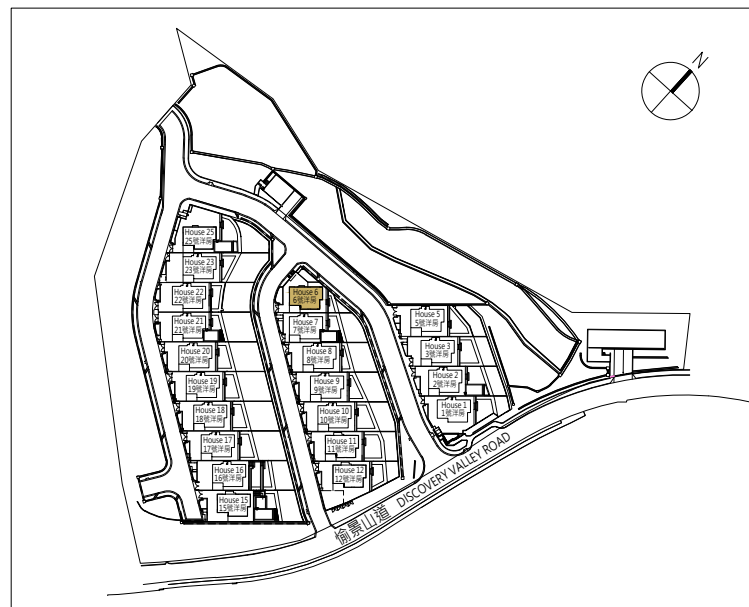 N
House 25
25號洋房
House 23
23號洋房
House 22
22號洋房
House 21
21號洋房
House 20
20號洋房
House 19
19號洋房
House 18
18號洋房
House 17
17號洋房
House 16
16號洋房
House 15
15號洋房
House 6
6號洋房
House 7
7號洋房
House 8
8號洋房
House 9
9號洋房
House 10
10號洋房
House 11
11號洋房
House 12
12號洋房
House 5
5號洋房
House 3
3號洋房
House 2
2號洋房
House 1
1號洋房
愉景山道 DISCOVERY VALLEY ROAD